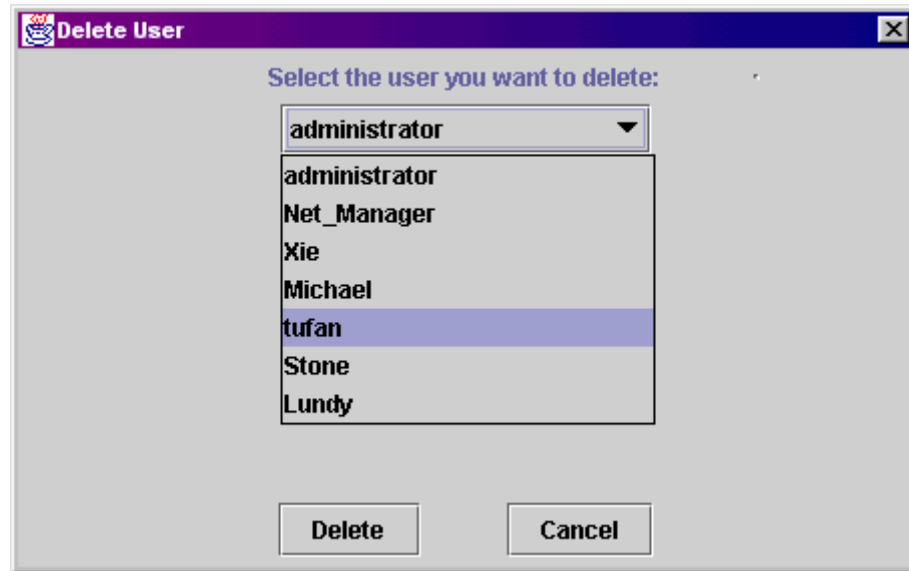 Delete User
Select the user you want to delete:
administrator
administrator
Net_Manager
Xie
Michael
tufan
Stone
Lundy
Delete Cancel